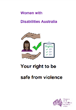 Women with
Disabilities Australia
Your right to be
safe from violence